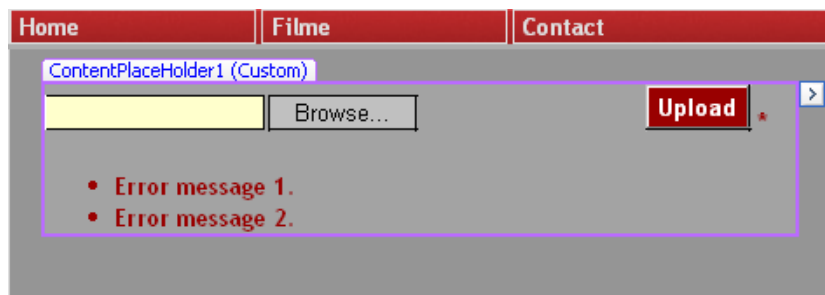 Home Filme Contact
ContentPlaceHolder1 (Custom)
Browse... Upload *
• Error message 1.
• Error message 2.